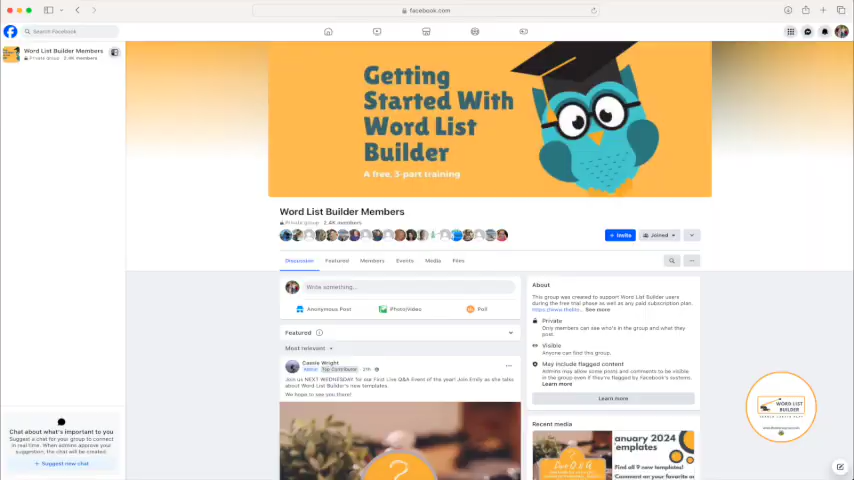 facebook.com
Search Facebook
Word List Builder Members
Private group · 2.4K members
Getting
Started With
Word List
Builder
A free, 3-part training
Word List Builder Members
Private group · 2.4K members
+ Invite
Joined
Discussion
Featured
Members
Events
Media
Files
Write something...
Anonymous Post
Photo/Video
Poll
Featured
Most relevant
Cassie Wright
Admin · Top Contributor · 21h
Join us NEXT WEDNESDAY for our First Live Q&A Event of the year! Join Emily as she talks
about Word List Builder's new templates.
We hope to see you there!
About
This group was created to support Word List Builder users
during the free trial phase as well as any paid subscription plan.
See more
Private
Only members can see who's in the group and what they
post.
Visible
Anyone can find this group.
May include flagged content
Admins may allow some posts and comments to be visible
in the group even if they're flagged by Facebook's systems.
Learn more
Learn more
Recent media
anuary 2024
emplates
Find all 9 new templates!
Comment on your favorite
Live Q&A
WORD LIST
BUILDER
Chat about what's important to you
Suggest a chat for your group to connect
in real time. When admins approve your
suggestion, the chat will be created.
+ Suggest new chat